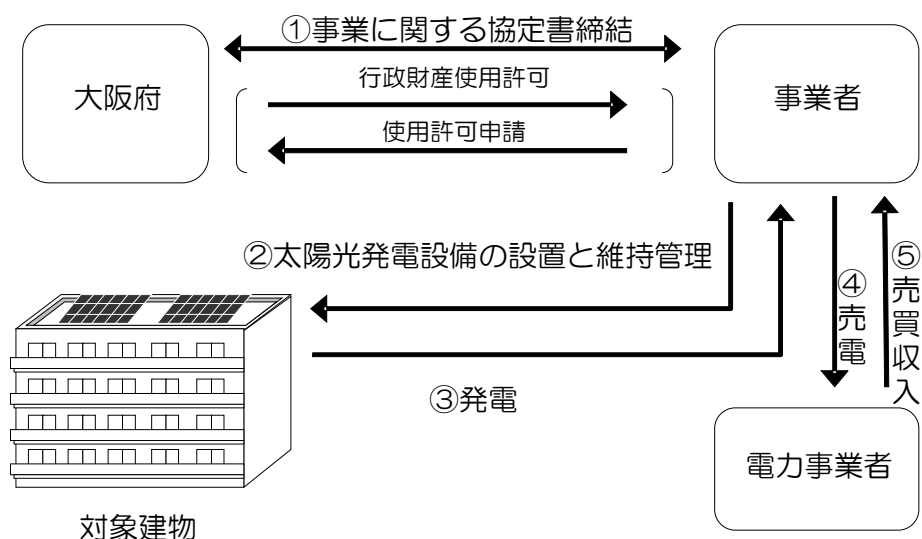 ①事業に関する協定書締結
大阪府
行政財産使用許可
使用許可申請
事業者
②太陽光発電設備の設置と維持管理
④売電
⑤売買収入
③発電
電力事業者
対象建物